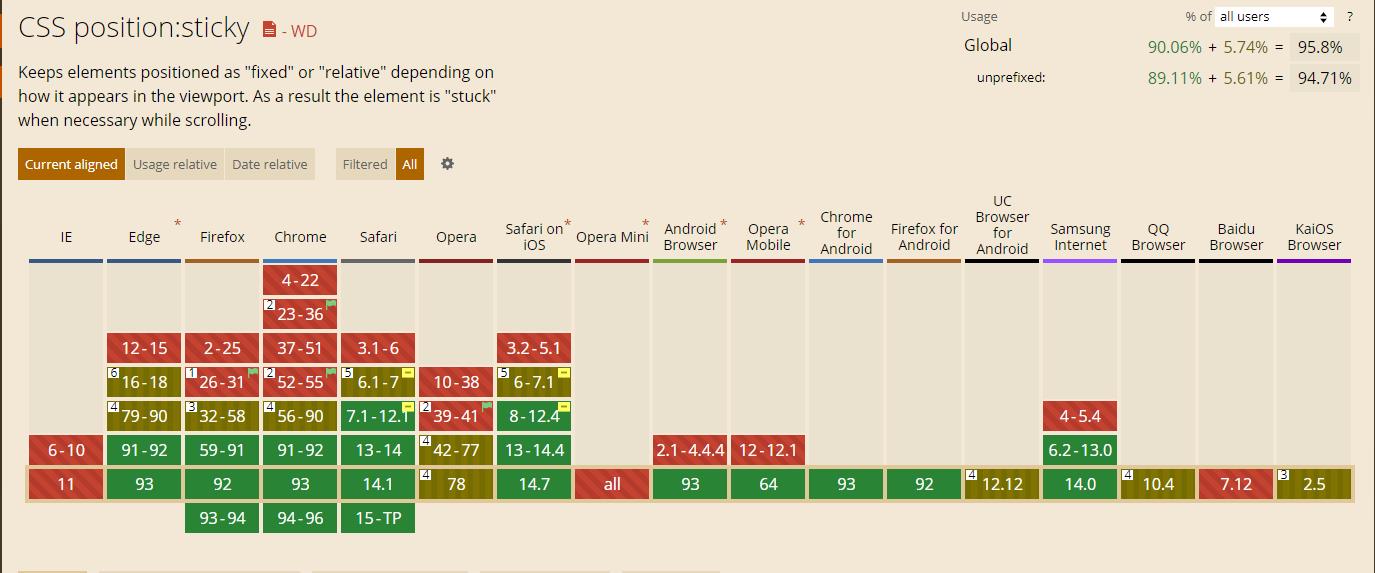 CSS position:sticky - WD
Usage % of all users ?
Global 90.06% + 5.74% = 95.8%
unprefixed: 89.11% + 5.61% = 94.71%
Keeps elements positioned as "fixed" or "relative" depending on
how it appears in the viewport. As a result the element is "stuck"
when necessary while scrolling.
Current aligned Usage relative Date relative Filtered All
IE Edge * Firefox Chrome Safari Opera Safari on iOS * Opera Mini * Android Browser * Opera Mobile * Chrome for Android Firefox for Android UC Browser for Android Samsung Internet QQ Browser Baidu Browser KaiOS Browser
4-22
2 23-36
12-15 2-25 37-51 3.1-6 3.2-5.1
6 16-18 1 26-31 2 52-55 5 6.1-7 10-38 5 6-7.1
4 79-90 3 32-58 4 56-90 7.1-12.1 2 39-41 8-12.4 4-5.4
6-10 91-92 59-91 91-92 13-14 4 42-77 13-14.4 2.1-4.4.4 12-12.1 6.2-13.0
11 93 92 93 14.1 4 78 14.7 all 93 64 93 92 4 12.12 14.0 4 10.4 7.12 3 2.5
93-94 94-96 15-TP